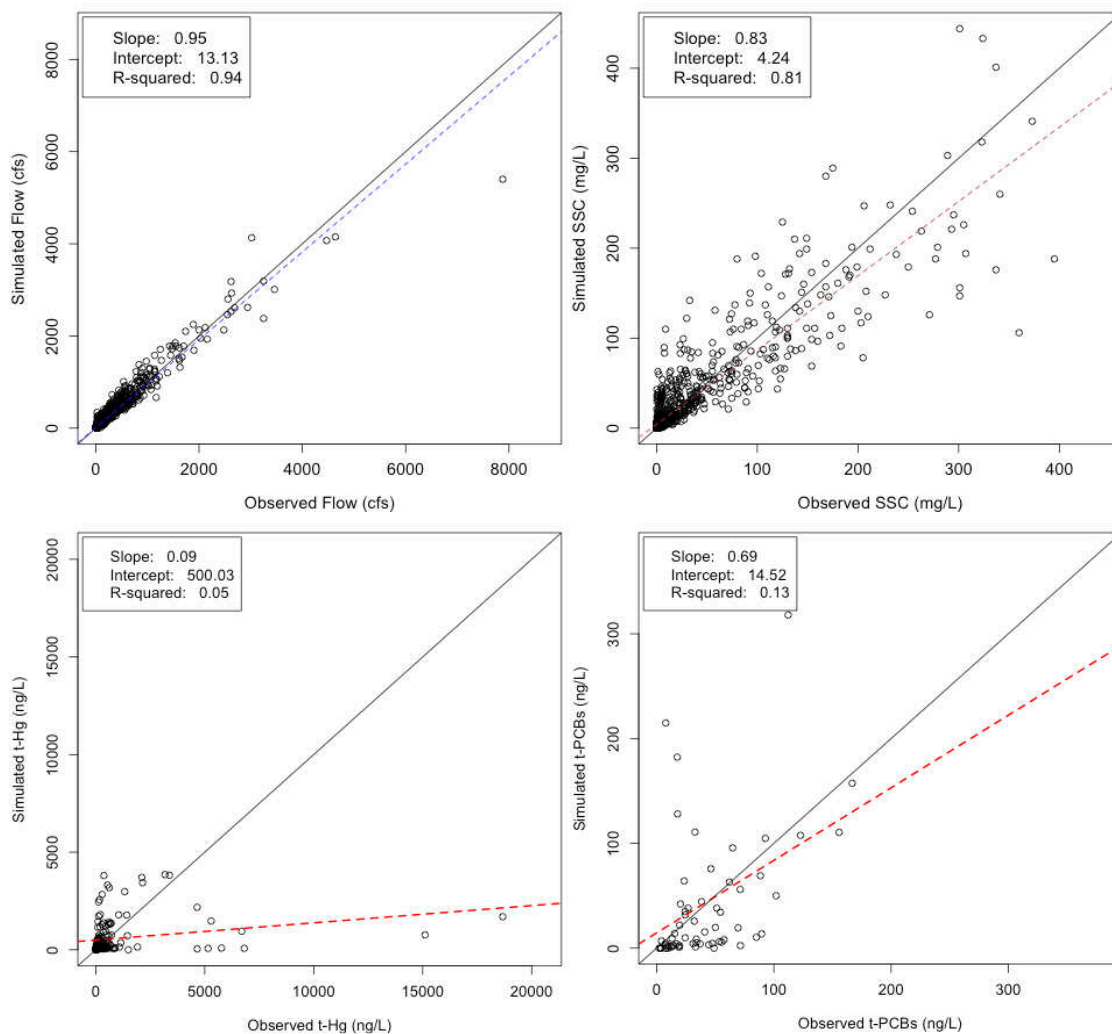 Slope: 0.95
Intercept: 13.13
R-squared: 0.94
8000
6000
4000
2000
0
Simulated Flow (cfs)
0 2000 4000 6000 8000
Observed Flow (cfs)
Slope: 0.83
Intercept: 4.24
R-squared: 0.81
400
300
200
100
0
Simulated SSC (mg/L)
0 100 200 300 400
Observed SSC (mg/L)
Slope: 0.09
Intercept: 500.03
R-squared: 0.05
20000
15000
10000
5000
0
Simulated t-Hg (ng/L)
0 5000 10000 15000 20000
Observed t-Hg (ng/L)
Slope: 0.69
Intercept: 14.52
R-squared: 0.13
300
200
100
0
Simulated t-PCBs (ng/L)
0 100 200 300
Observed t-PCBs (ng/L)